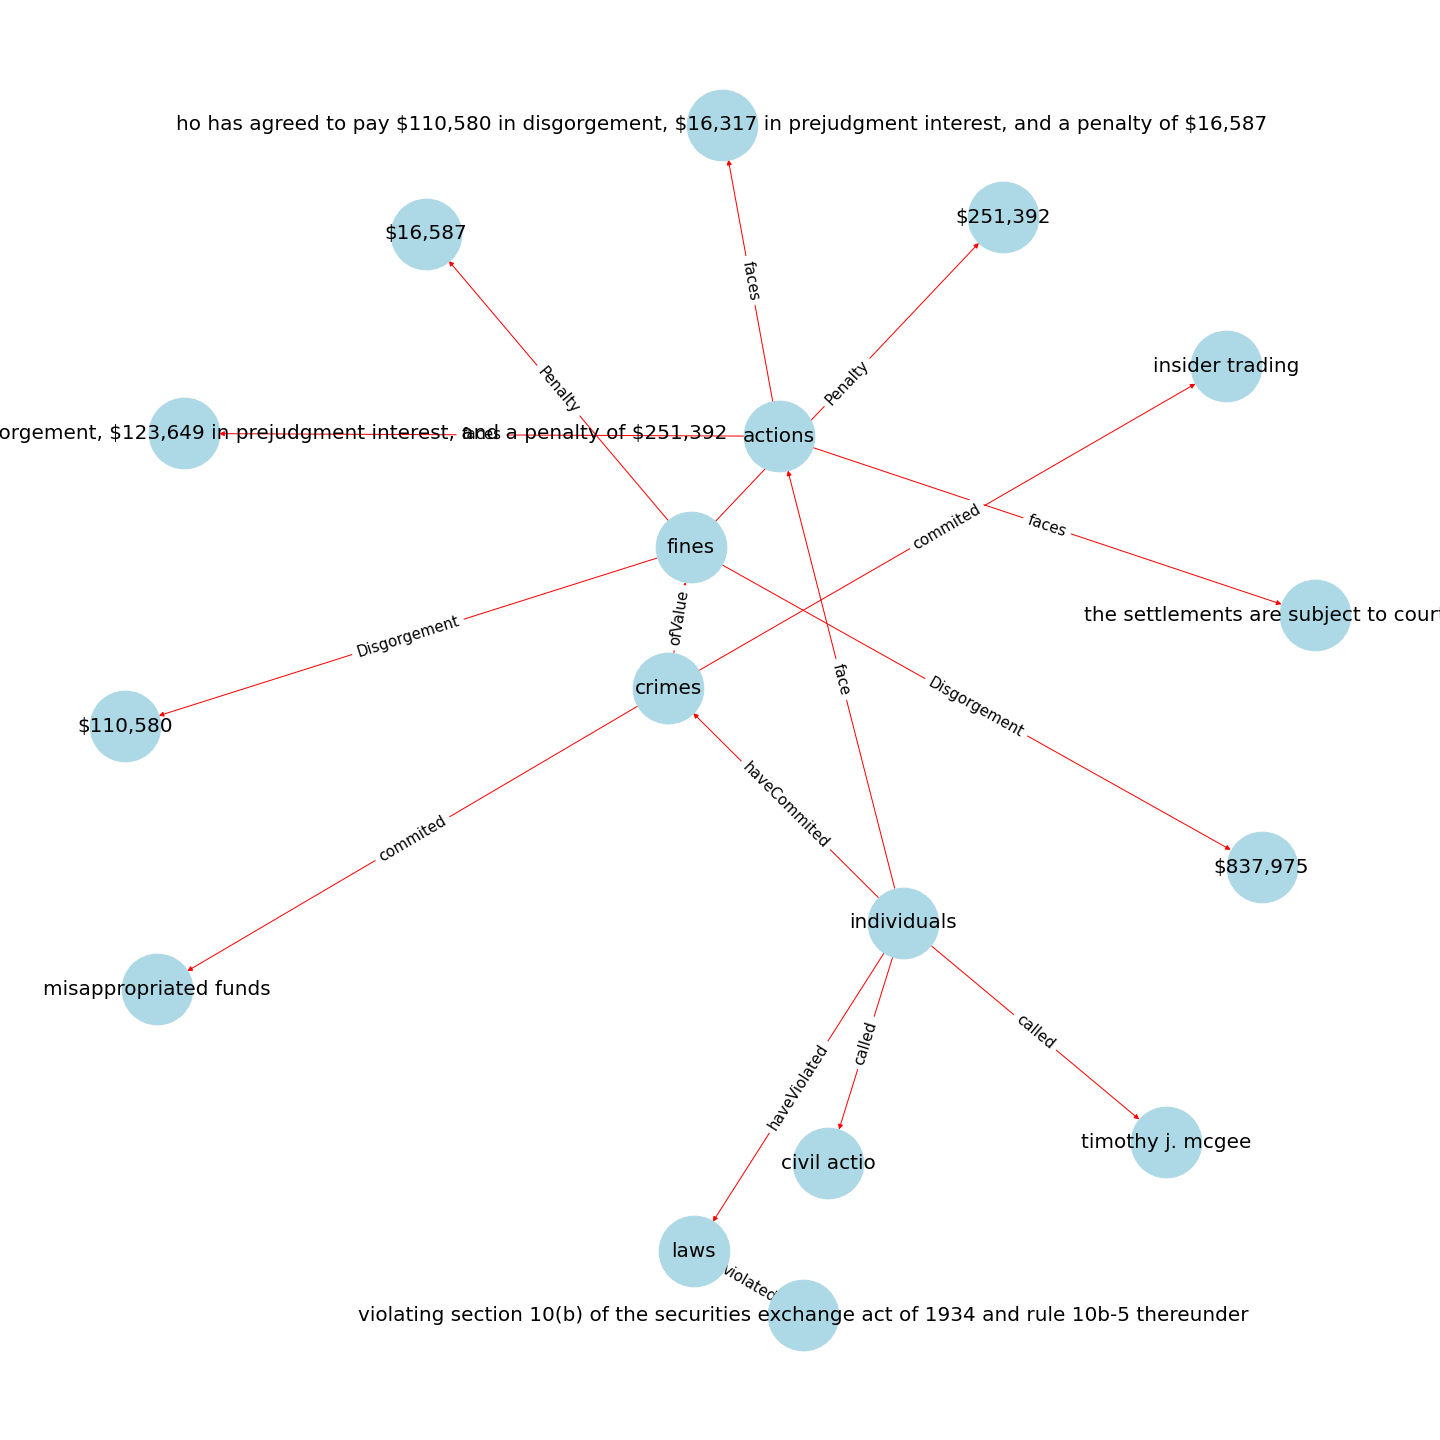 ho has agreed to pay $110,580 in disgorgement, $16,317 in prejudgment interest, and a penalty of $16,587
$251,392
$16,587
faces
insider trading
Penalty
Penalty
orgement, $123,649 in prejudgment interest, and a penalty of $251,392
faces
actions
commited
faces
fines
ofValue
the settlements are subject to court
Disgorgement
face
crimes
Disgorgement
$110,580
haveCommited
commited
$837,975
individuals
misappropriated funds
called
called
haveViolated
timothy j. mcgee
civil actio
laws
violated
violating section 10(b) of the securities exchange act of 1934 and rule 10b-5 thereunder